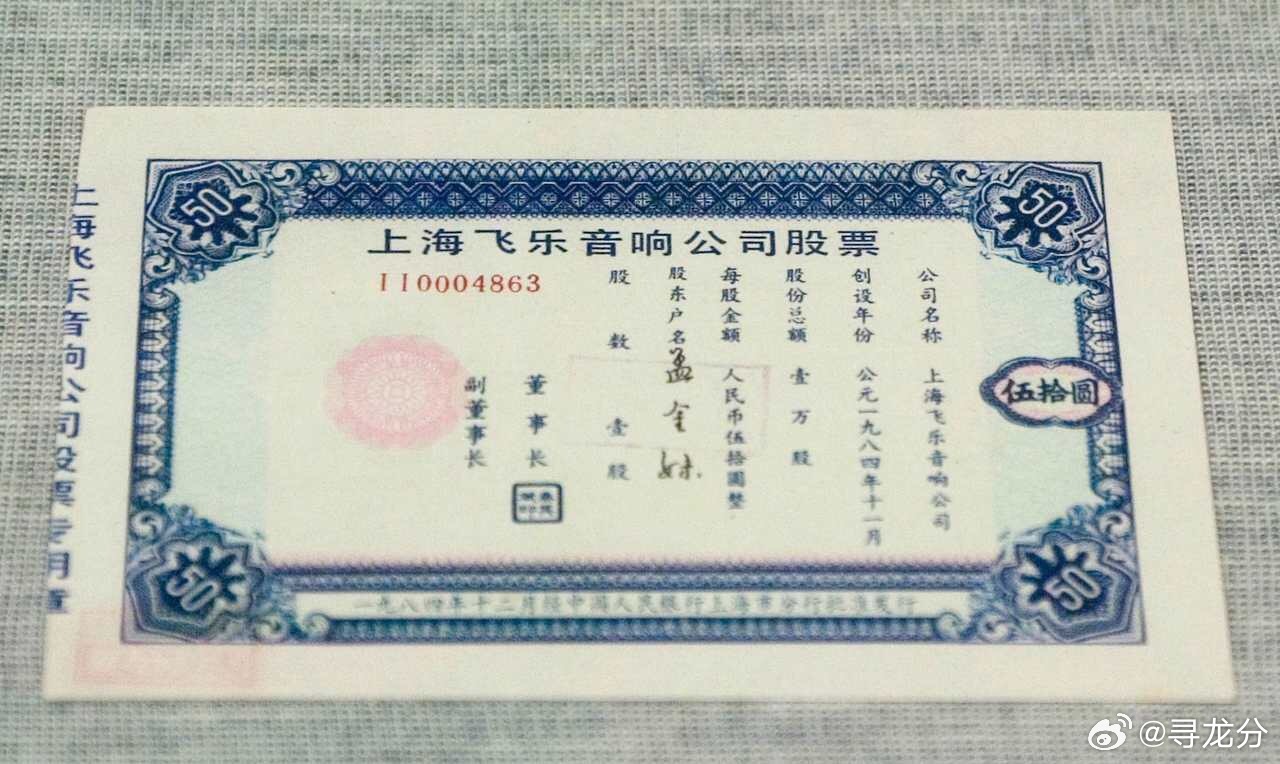 50
50
上海飞乐音响公司股票
II0004863
公司名称 上海飞乐音响公司
创设年份 公元一九八四年十一月
股份总额 壹万股
每股金额 人民币伍拾圆整
股东户名 孟金妹
股数 壹股
董事长
副董事长
伍拾圆
50
50
一九八四年十二月经中国人民银行上海市分行批准发行
上海飞乐音响公司股票专用章
@寻龙分